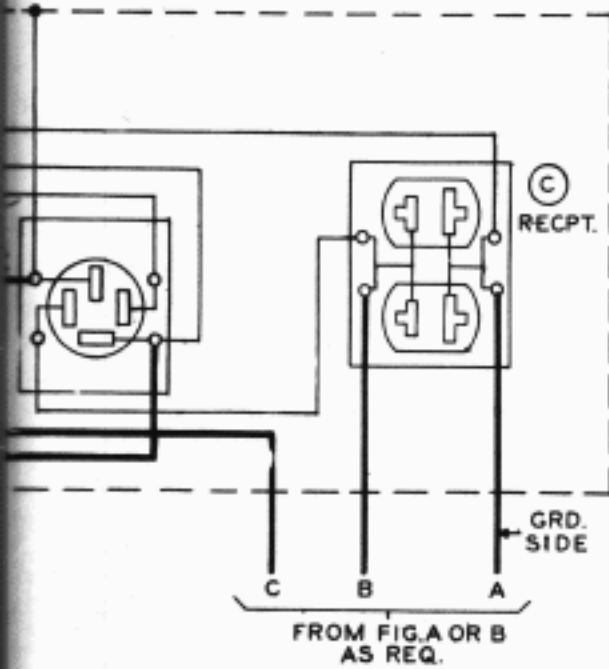 C
RECPT.
GRD.
SIDE
C B A
FROM FIG. A OR B
AS REQ.